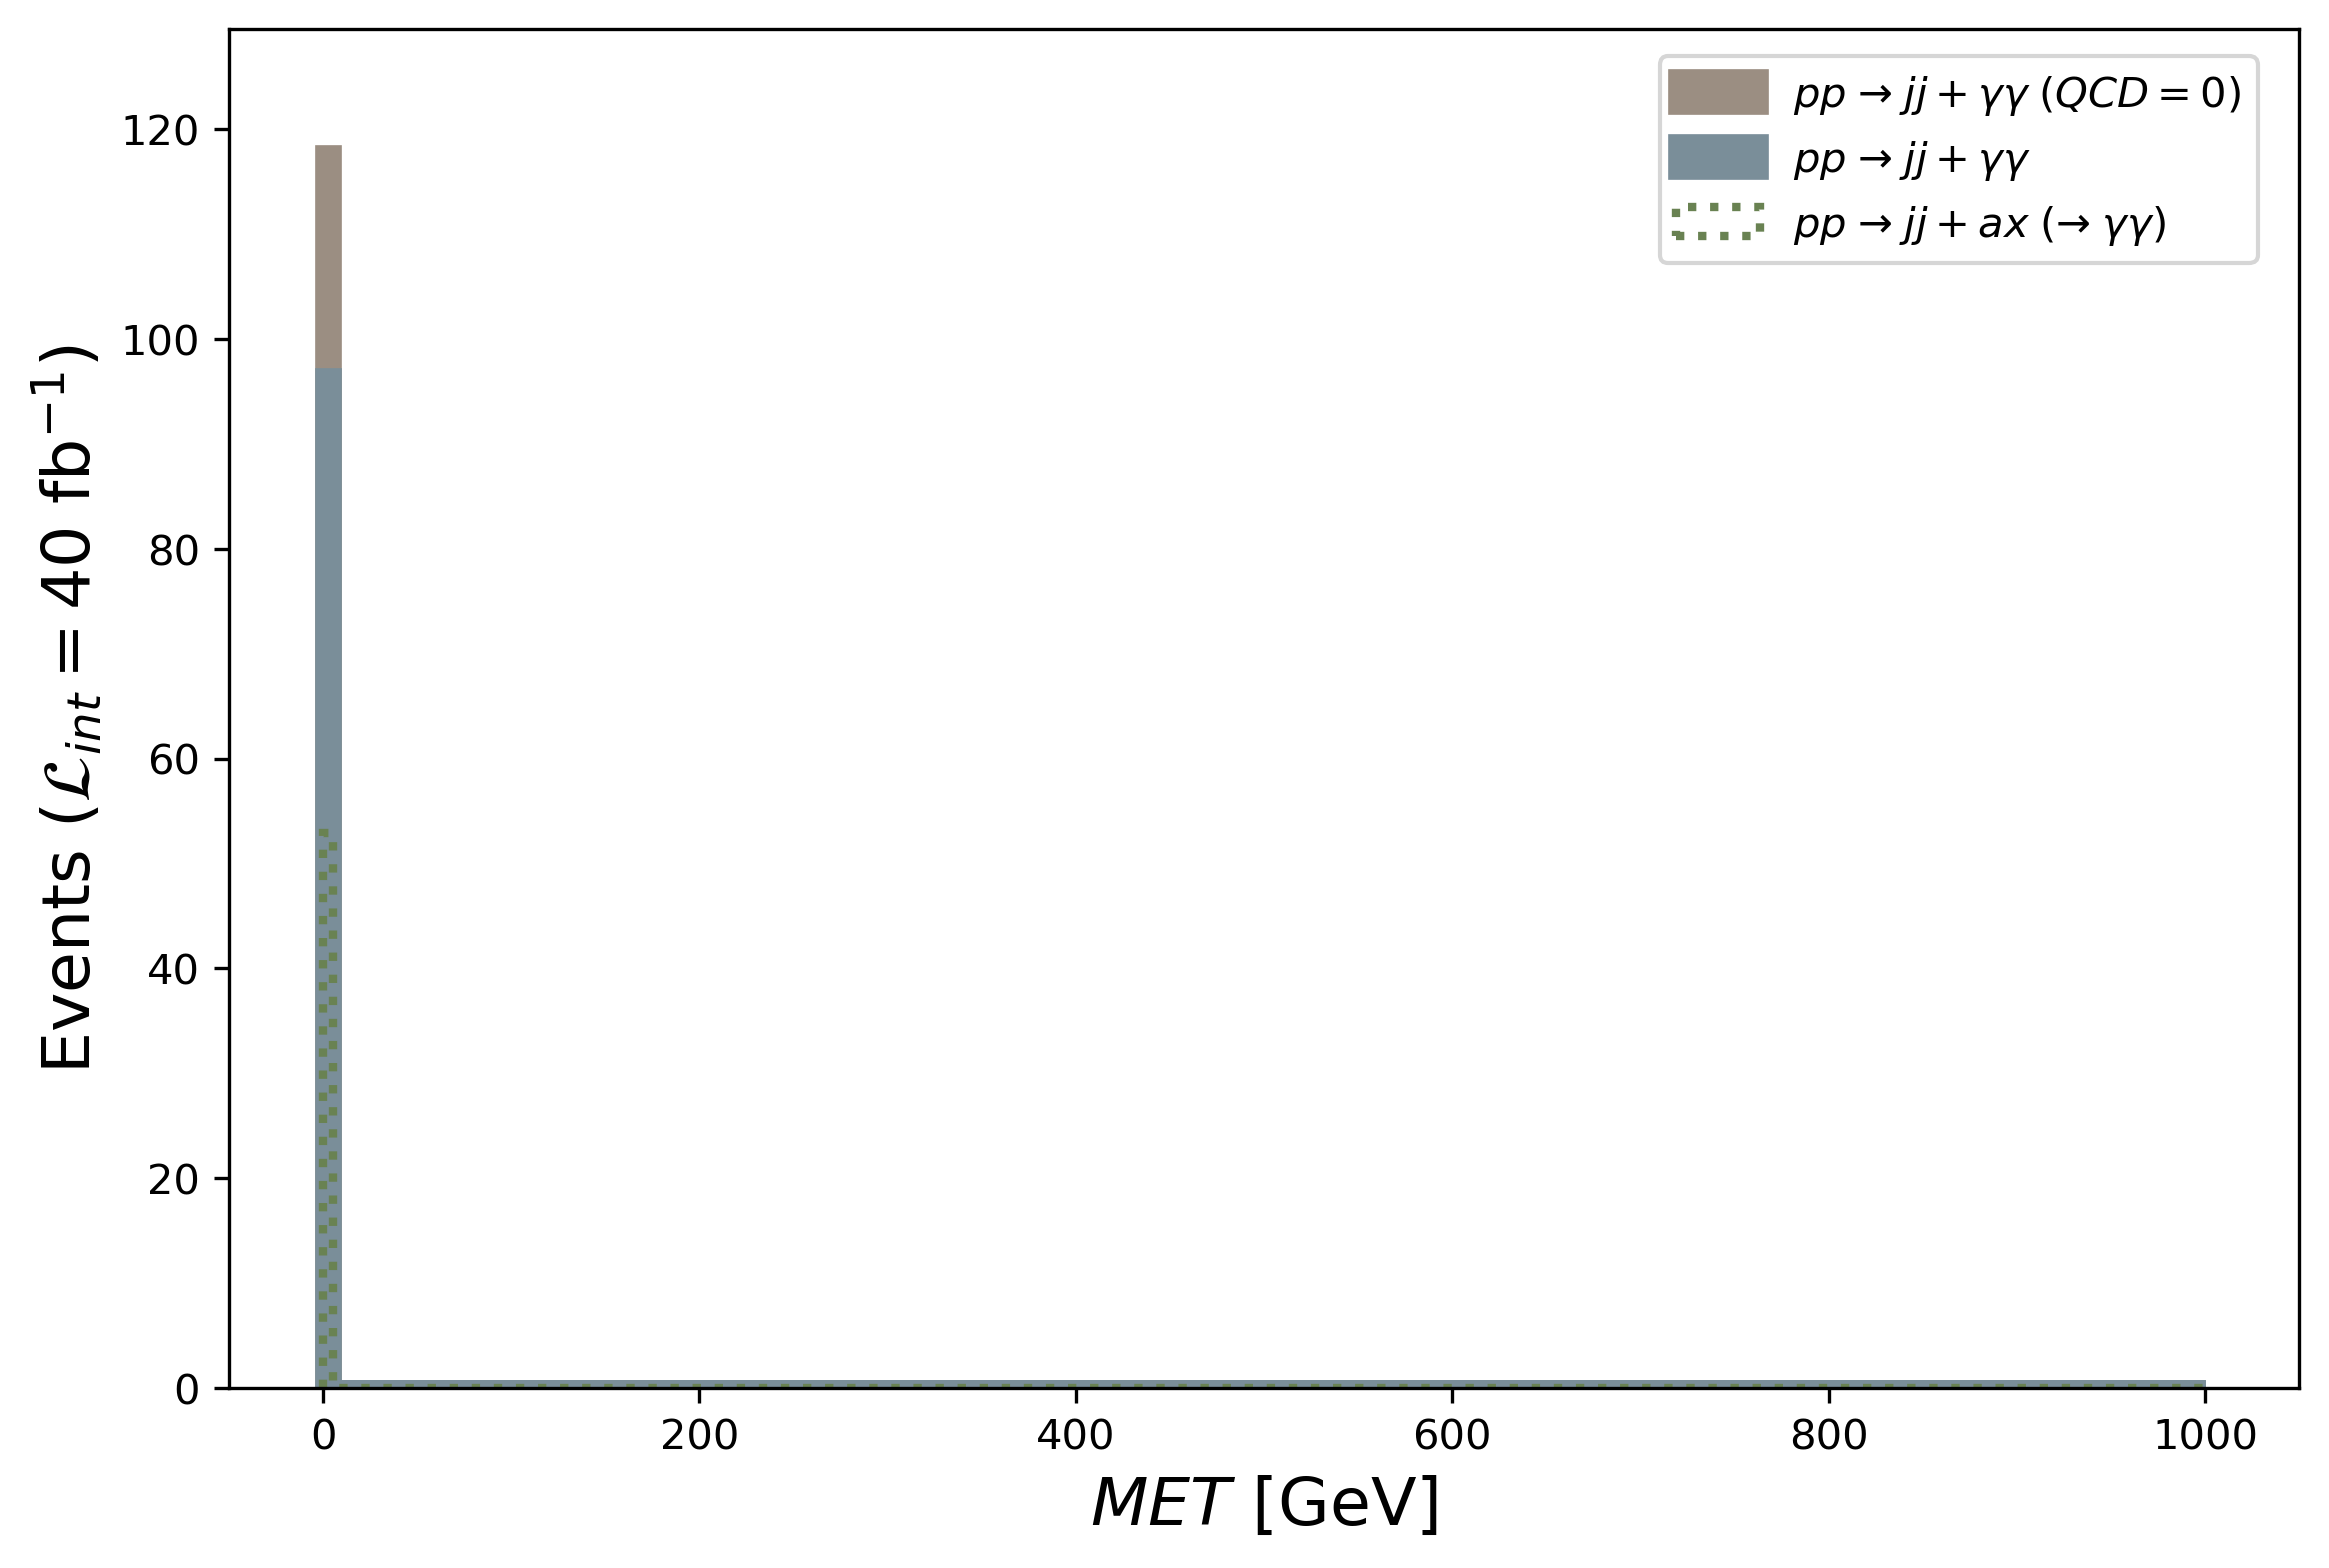 pp → jj + γγ (QCD = 0)
pp → jj + γγ
pp → jj + ax (→ γγ)
Events (ℒ_int = 40 fb⁻¹)
120
100
80
60
40
20
0
0 200 400 600 800 1000
MET [GeV]